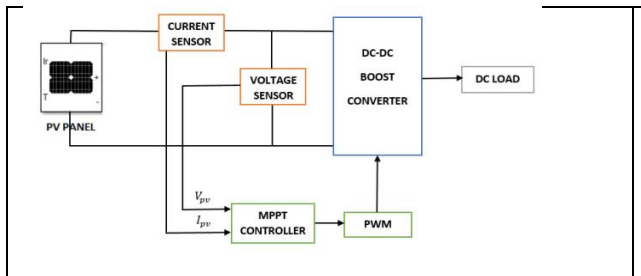 CURRENT
SENSOR
Ir
T
+
-
PV PANEL
VOLTAGE
SENSOR
DC-DC
BOOST
CONVERTER
DC LOAD
Vpv
Ipv
MPPT
CONTROLLER
PWM